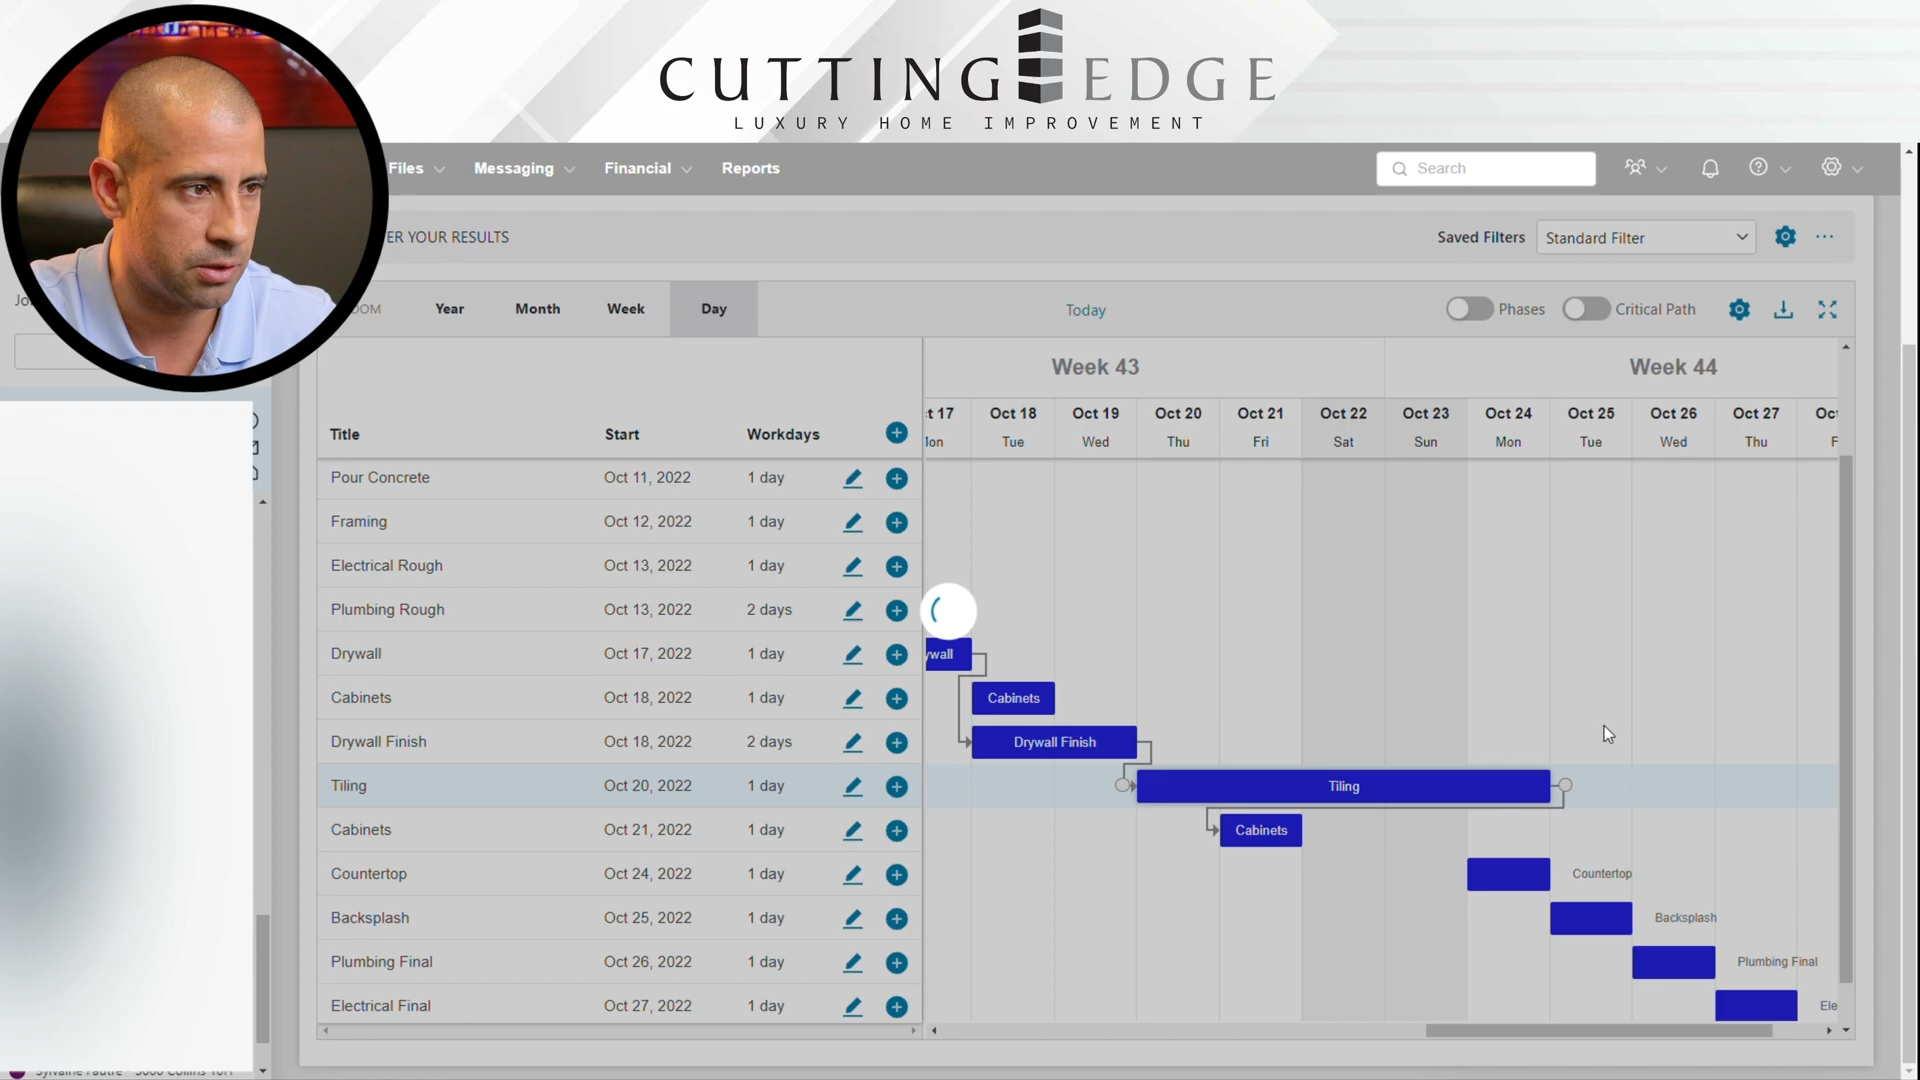 CUTTING EDGE
LUXURY HOME IMPROVEMENT
Files Messaging Financial Reports Search
ER YOUR RESULTS Saved Filters Standard Filter
OOM Year Month Week Day Today Phases Critical Path
Week 43 Week 44
Title Start Workdays
t 17 Oct 18 Oct 19 Oct 20 Oct 21 Oct 22 Oct 23 Oct 24 Oct 25 Oct 26 Oct 27 Oc
on Tue Wed Thu Fri Sat Sun Mon Tue Wed Thu F
Pour Concrete Oct 11, 2022 1 day
Framing Oct 12, 2022 1 day
Electrical Rough Oct 13, 2022 1 day
Plumbing Rough Oct 13, 2022 2 days
Drywall Oct 17, 2022 1 day ywall
Cabinets Oct 18, 2022 1 day Cabinets
Drywall Finish Oct 18, 2022 2 days Drywall Finish
Tiling Oct 20, 2022 1 day Tiling
Cabinets Oct 21, 2022 1 day Cabinets
Countertop Oct 24, 2022 1 day Countertop
Backsplash Oct 25, 2022 1 day Backsplash
Plumbing Final Oct 26, 2022 1 day Plumbing Final
Electrical Final Oct 27, 2022 1 day Ele